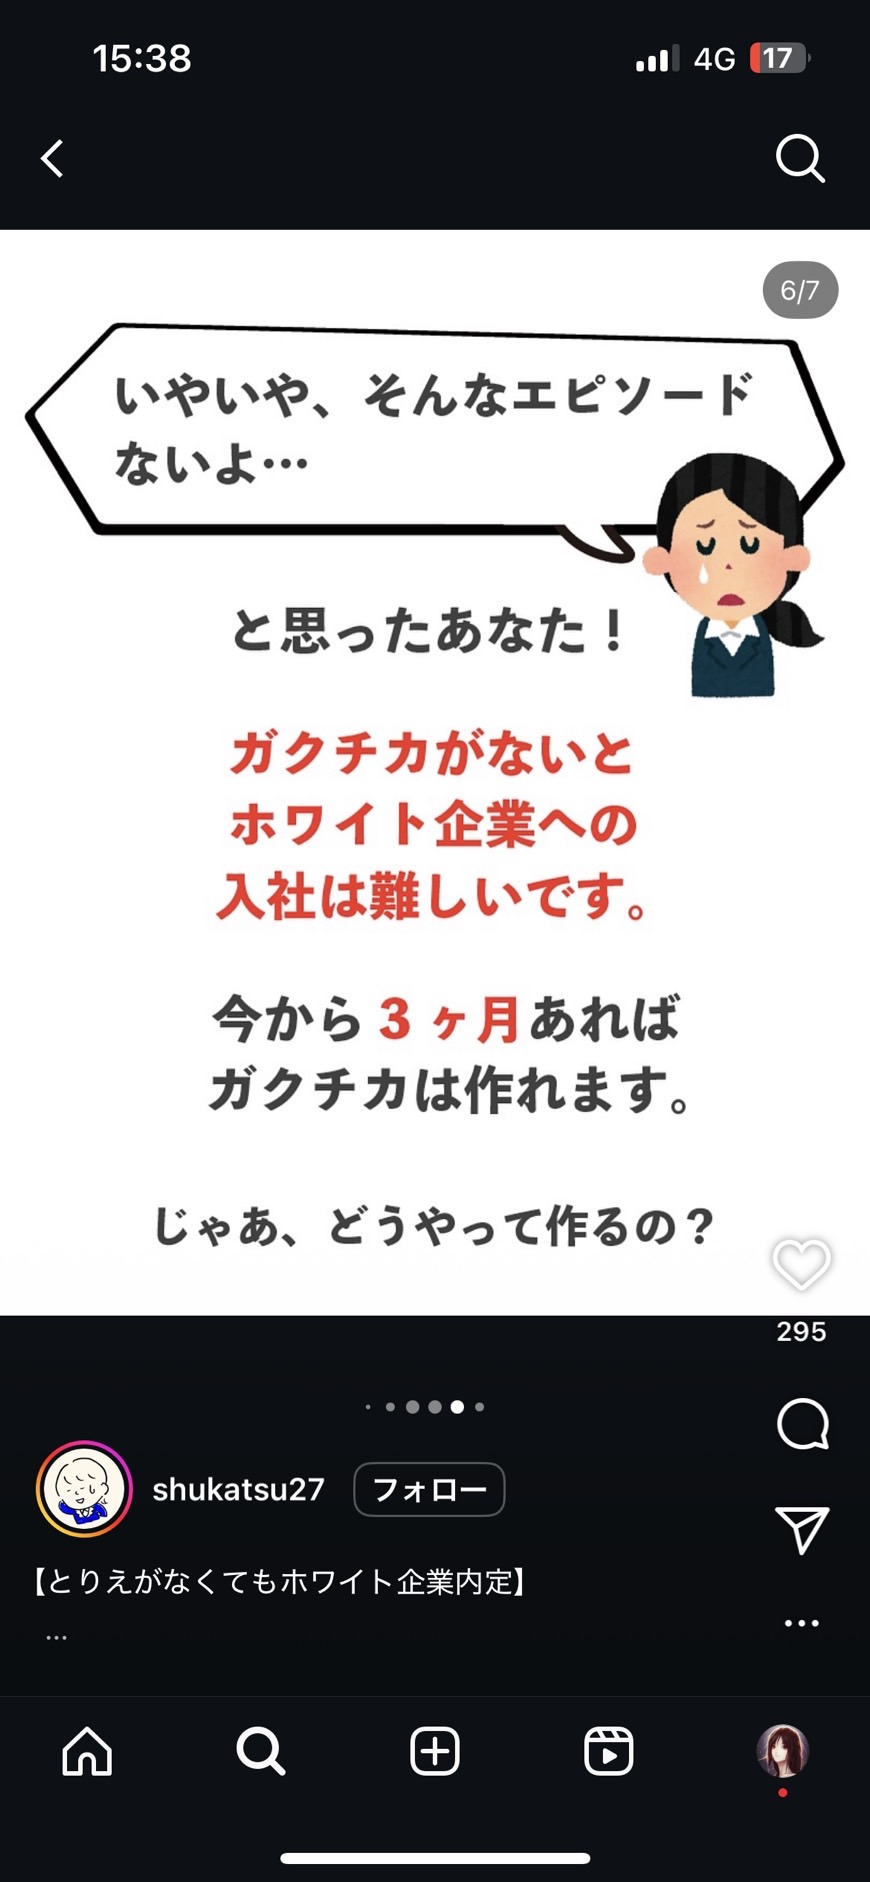 15:38
4G
17
6/7
いやいや、そんなエピソード
ないよ…
と思ったあなた！
ガクチカがないと
ホワイト企業への
入社は難しいです。
今から3ヶ月あれば
ガクチカは作れます。
じゃあ、どうやって作るの？
295
shukatsu27
フォロー
【とりえがなくてもホワイト企業内定】
...